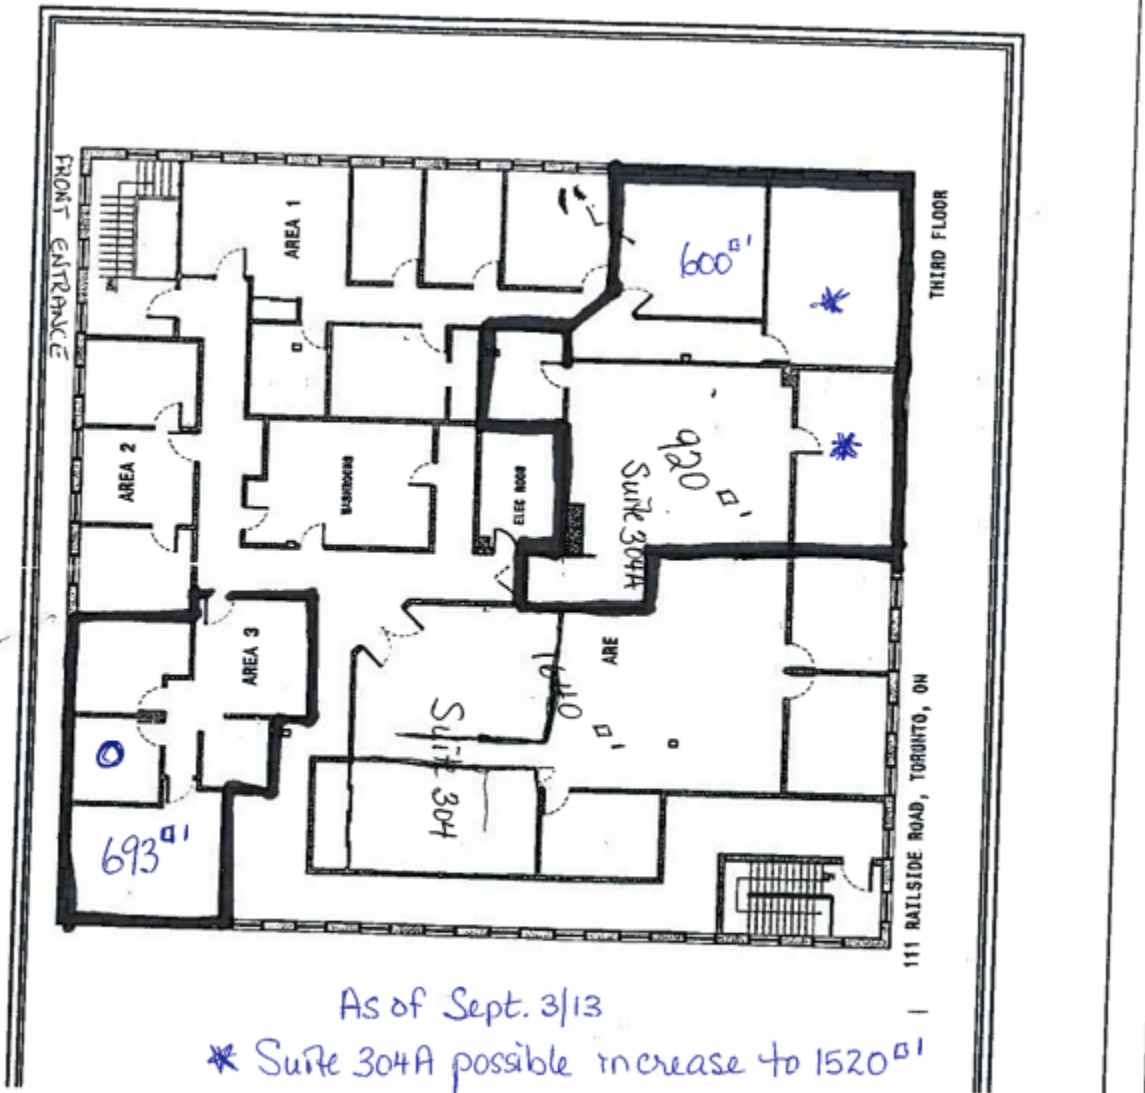 FRONT ENTRANCE
AREA 1
600□'
*
THIRD FLOOR
*
AREA 2
WASHROOMS
ELEC ROOM
920 □'
Suite 304A
AREA 3
ARE
1640 □'
Suite 304
O
693□'
111 RAILSIDE ROAD, TORONTO, ON
As of Sept. 3/13
* Suite 304A possible increase to 1520□'